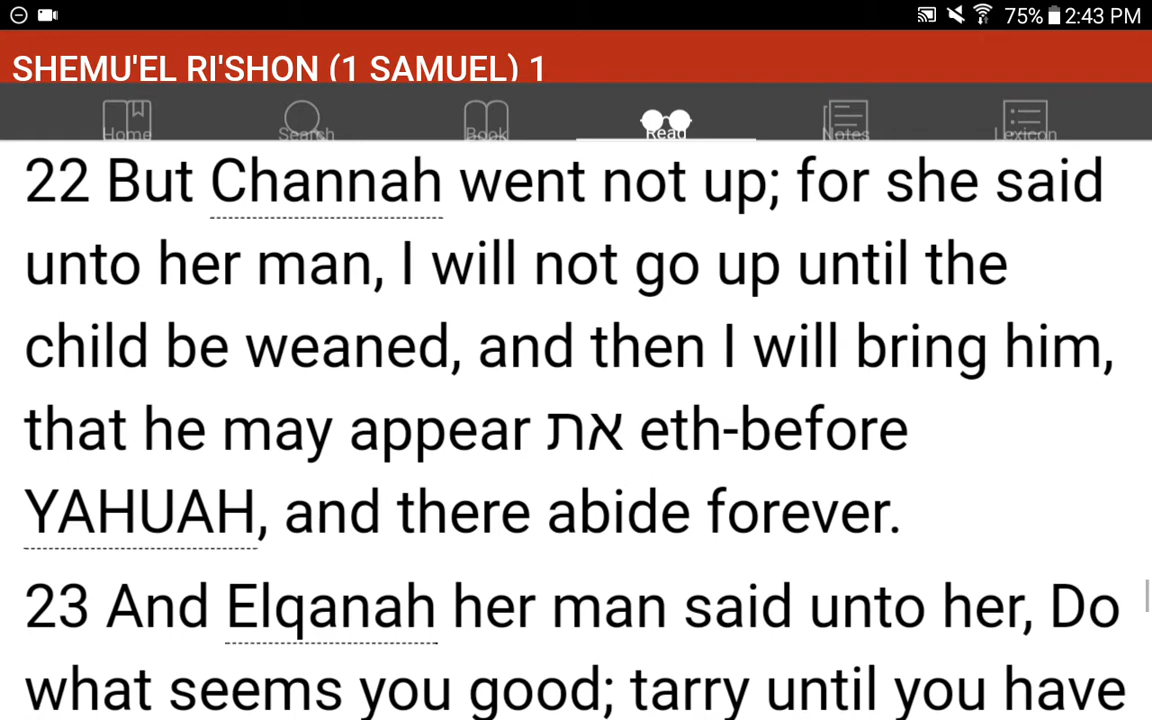 75% 2:43 PM
SHEMU'EL RI'SHON (1 SAMUEL) 1
Home Search Book Read Notes Lexicon
22 But Channah went not up; for she said
unto her man, I will not go up until the
child be weaned, and then I will bring him,
that he may appear את eth-before
YAHUAH, and there abide forever.
23 And Elqanah her man said unto her, Do
what seems you good; tarry until you have